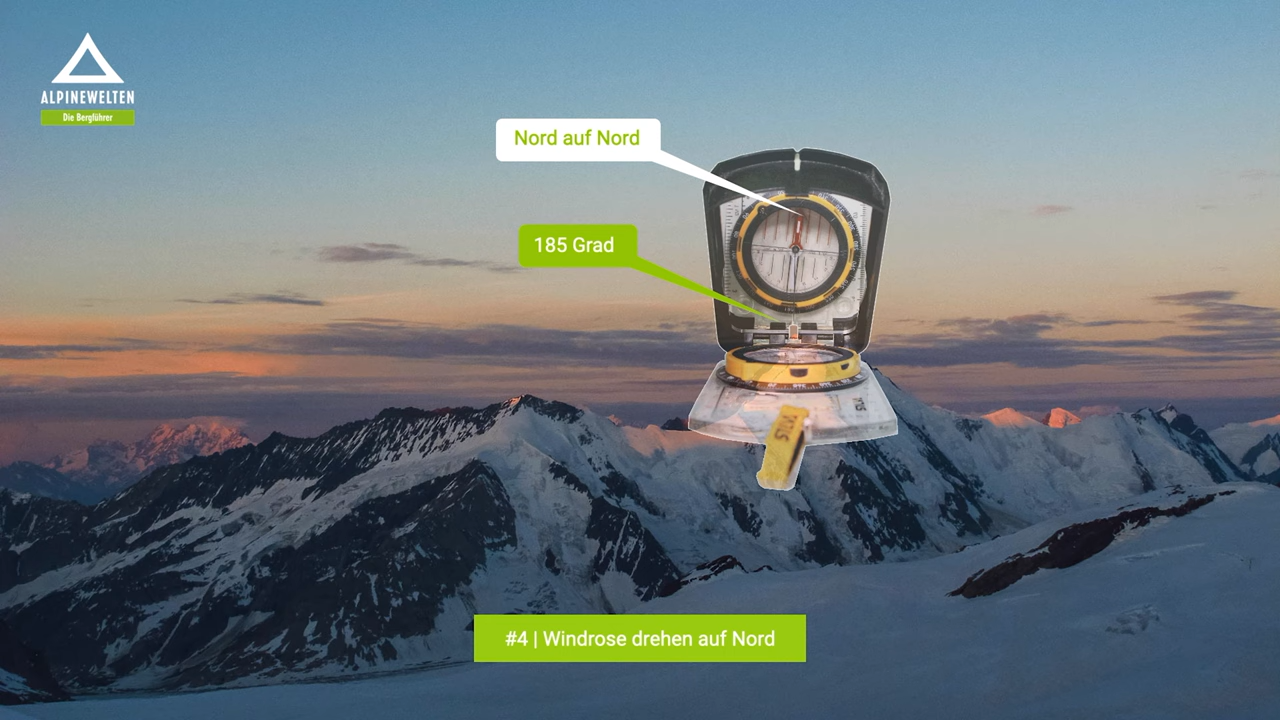 ALPINEWELTEN
Die Bergführer
Nord auf Nord
185 Grad
#4 | Windrose drehen auf Nord